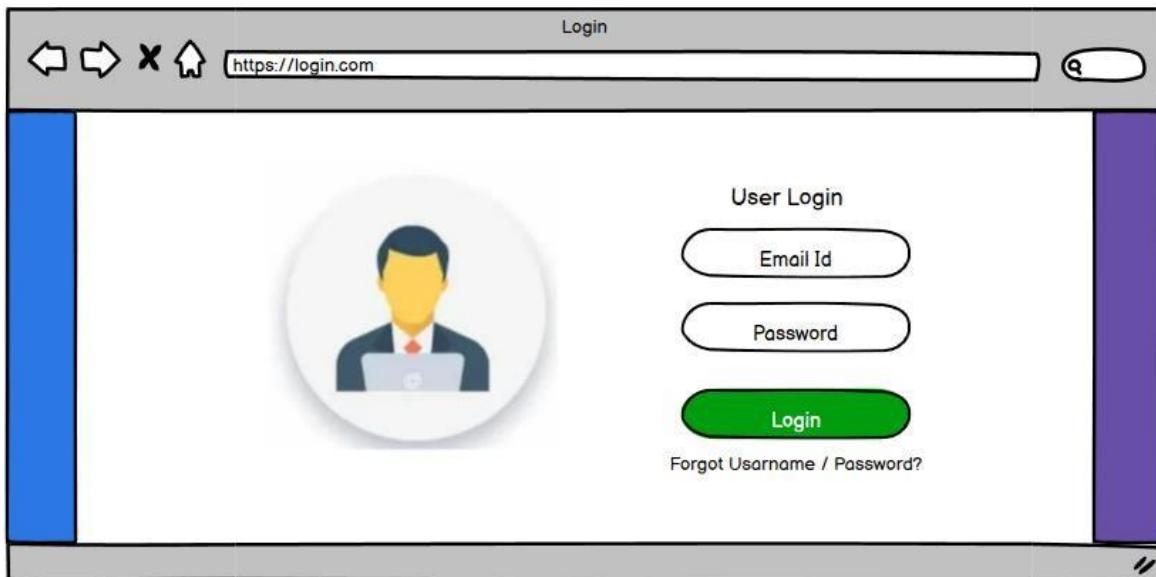 Login
https://login.com
User Login
Email Id
Password
Login
Forgot Usarname / Password?